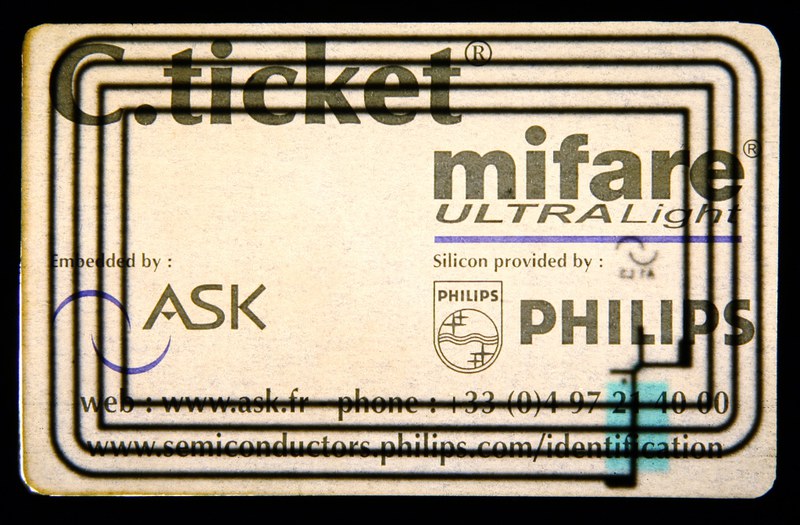 C.ticket®
mifare®
ULTRALight
Embedded by :
Silicon provided by :
ASK
PHILIPS
PHILIPS
web : www.ask.fr phone : +33 (0)4 97 21 40 00
www.semiconductors.philips.com/identification